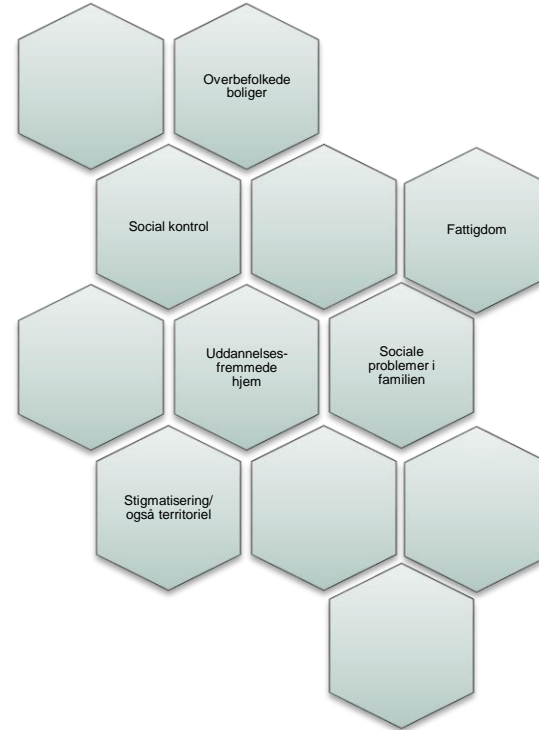 Overbefolkede
boliger
Social kontrol
Fattigdom
Uddannelses-
fremmede
hjem
Sociale
problemer i
familien
Stigmatisering/
også territoriel